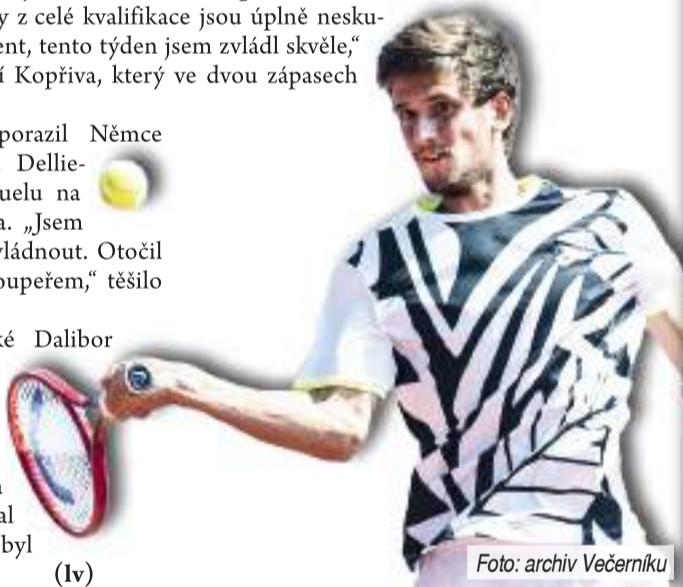 y z celé kvalifikace jsou úplně nesku-
ent, tento týden jsem zvládl skvěle,“
í Kopřiva, který ve dvou zápasech
porazil Němce
Dellie-
uelu na
a. „Jsem
vládnout. Otočil
oupeřem,“ těšilo
ké Dalibor
al
byl
(lv)
Foto: archiv Večerníku